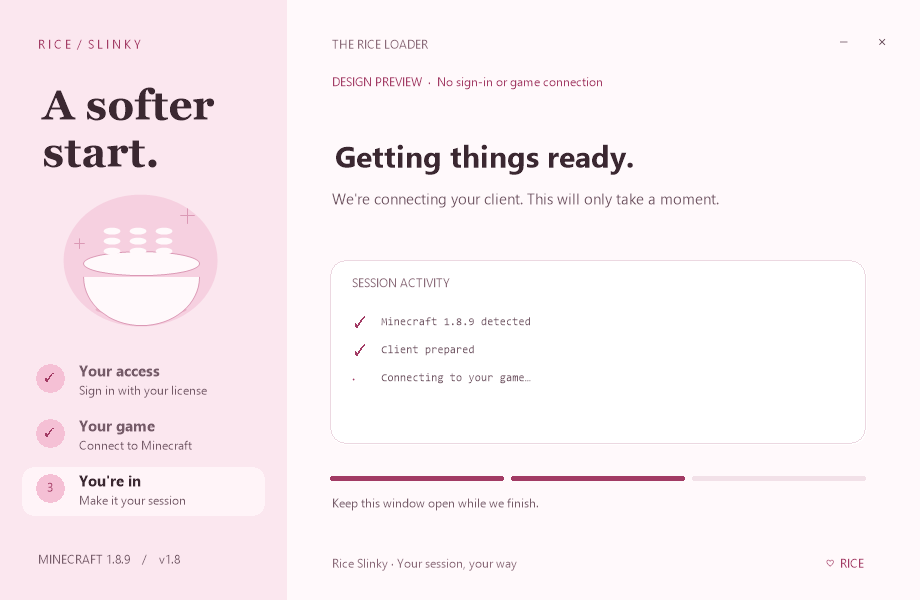 RICE / SLINKY
A softer
start.
✓ Your access
Sign in with your license
✓ Your game
Connect to Minecraft
3 You're in
Make it your session
MINECRAFT 1.8.9 / v1.8
THE RICE LOADER
DESIGN PREVIEW · No sign-in or game connection
Getting things ready.
We're connecting your client. This will only take a moment.
SESSION ACTIVITY
✓ Minecraft 1.8.9 detected
✓ Client prepared
· Connecting to your game…
Keep this window open while we finish.
Rice Slinky · Your session, your way
♡ RICE